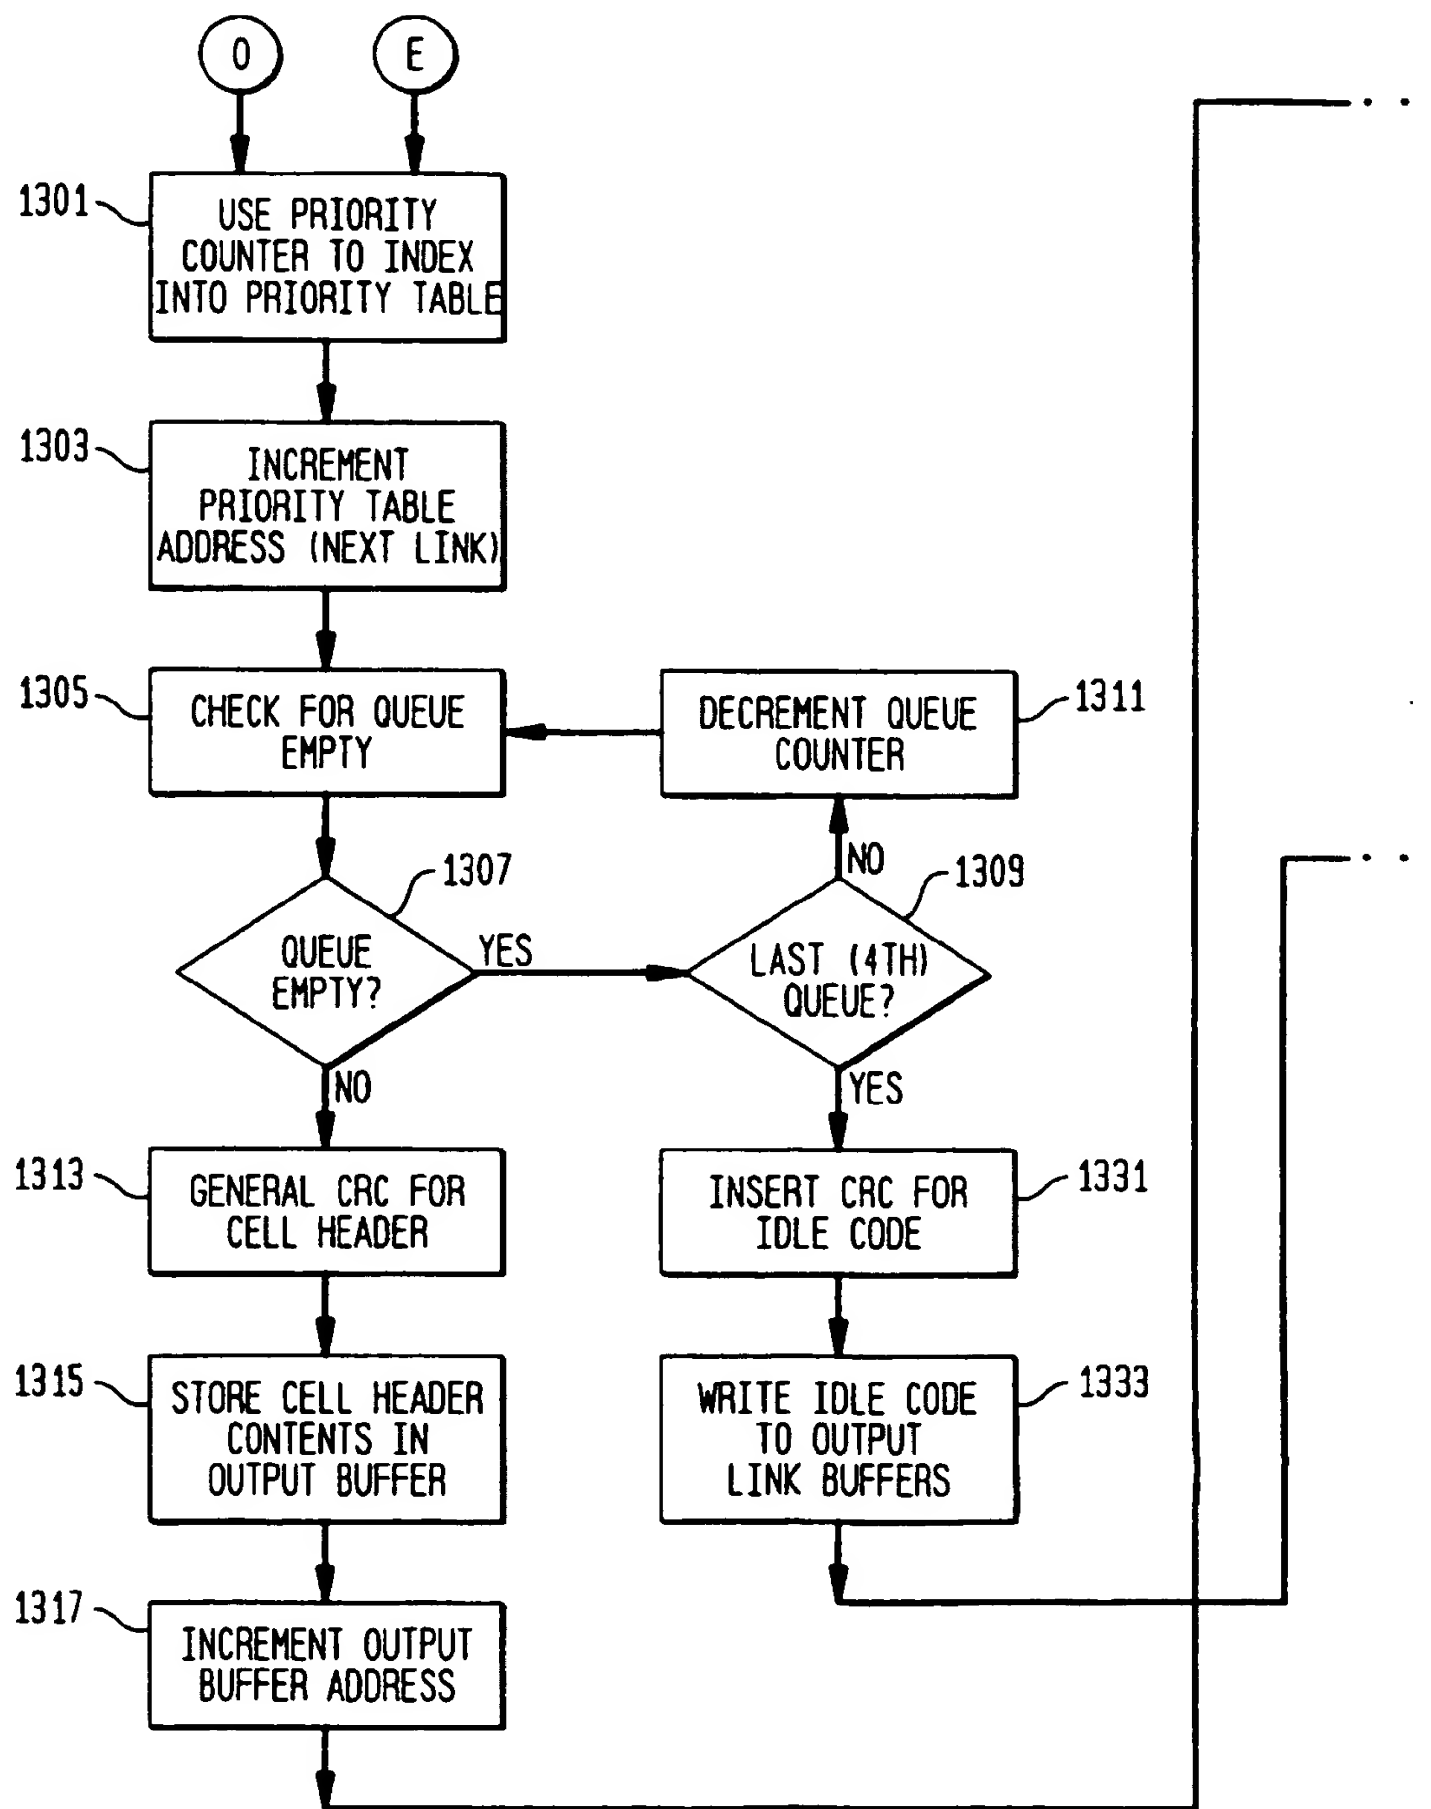 O
E
1301
USE PRIORITY
COUNTER TO INDEX
INTO PRIORITY TABLE
1303
INCREMENT
PRIORITY TABLE
ADDRESS (NEXT LINK)
1305
CHECK FOR QUEUE
EMPTY
DECREMENT QUEUE
COUNTER
1311
1307
QUEUE
EMPTY?
YES
NO
1309
LAST (4TH)
QUEUE?
NO
YES
1313
GENERAL CRC FOR
CELL HEADER
INSERT CRC FOR
IDLE CODE
1331
1315
STORE CELL HEADER
CONTENTS IN
OUTPUT BUFFER
WRITE IDLE CODE
TO OUTPUT
LINK BUFFERS
1333
1317
INCREMENT OUTPUT
BUFFER ADDRESS